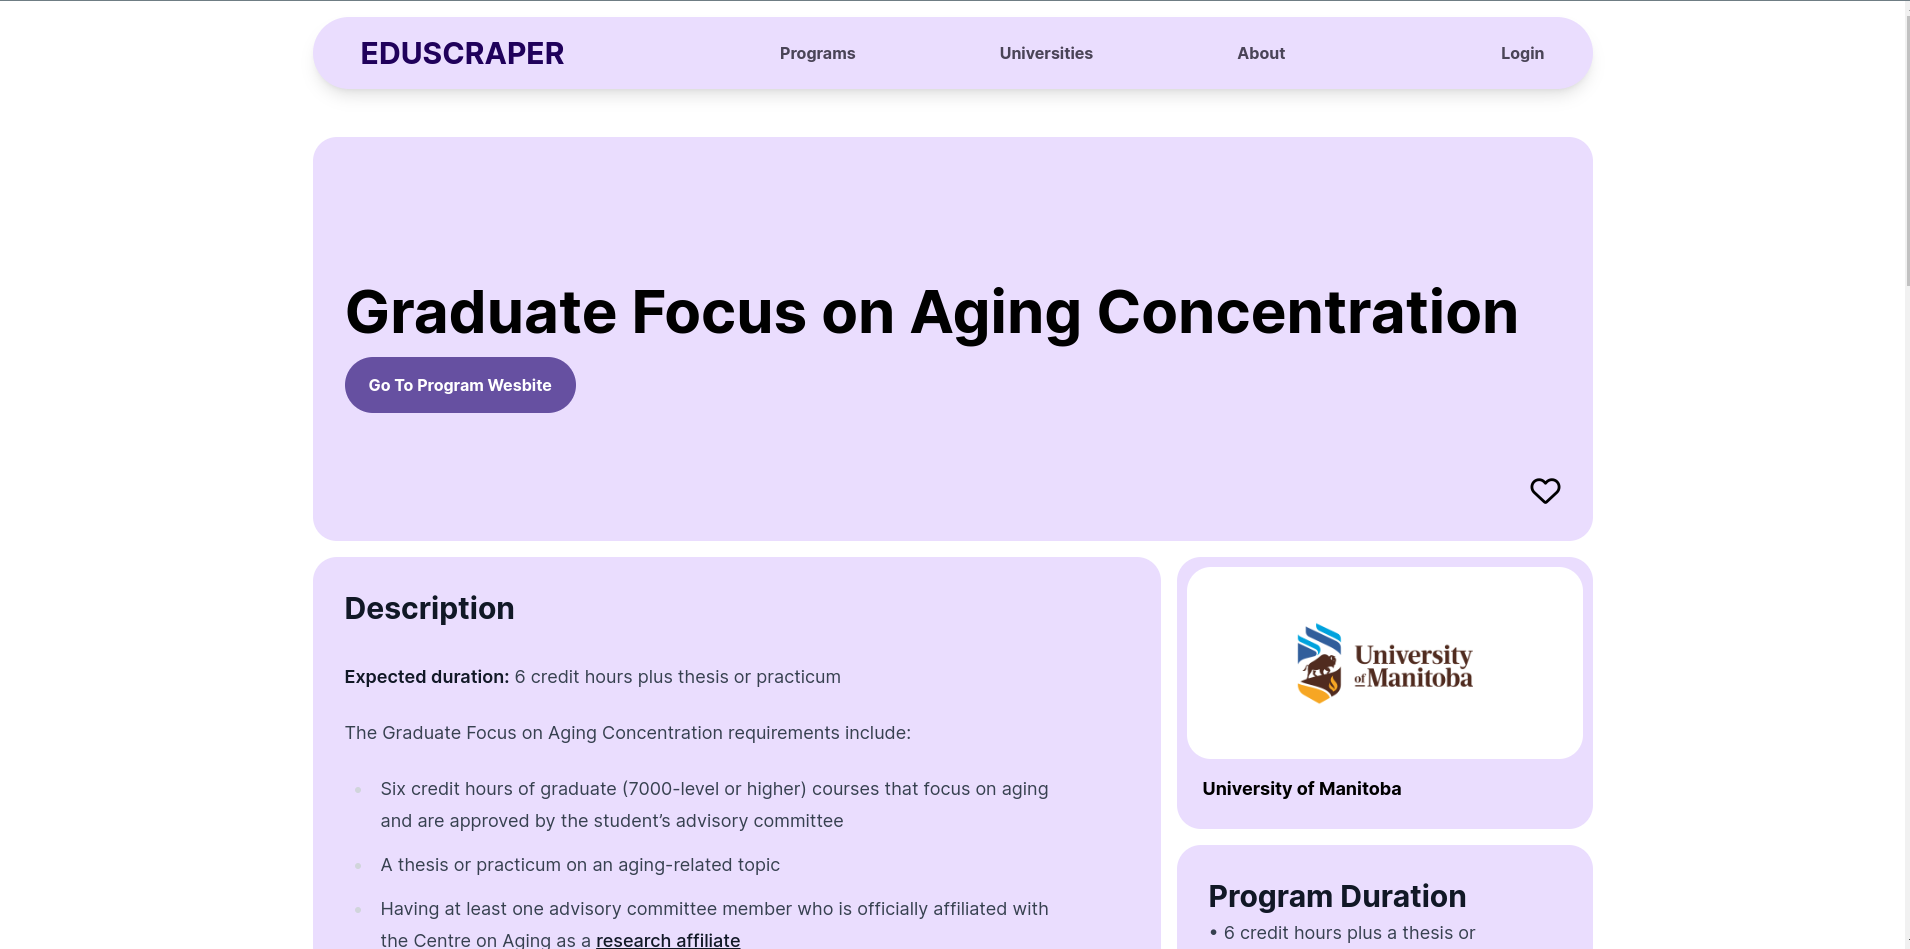 EDUSCRAPER
Programs
Universities
About
Login
Graduate Focus on Aging Concentration
Go To Program Wesbite
Description
Expected duration: 6 credit hours plus thesis or practicum
The Graduate Focus on Aging Concentration requirements include:
Six credit hours of graduate (7000-level or higher) courses that focus on aging
and are approved by the student’s advisory committee
A thesis or practicum on an aging-related topic
Having at least one advisory committee member who is officially affiliated with
the Centre on Aging as a research affiliate
University
of Manitoba
University of Manitoba
Program Duration
• 6 credit hours plus a thesis or